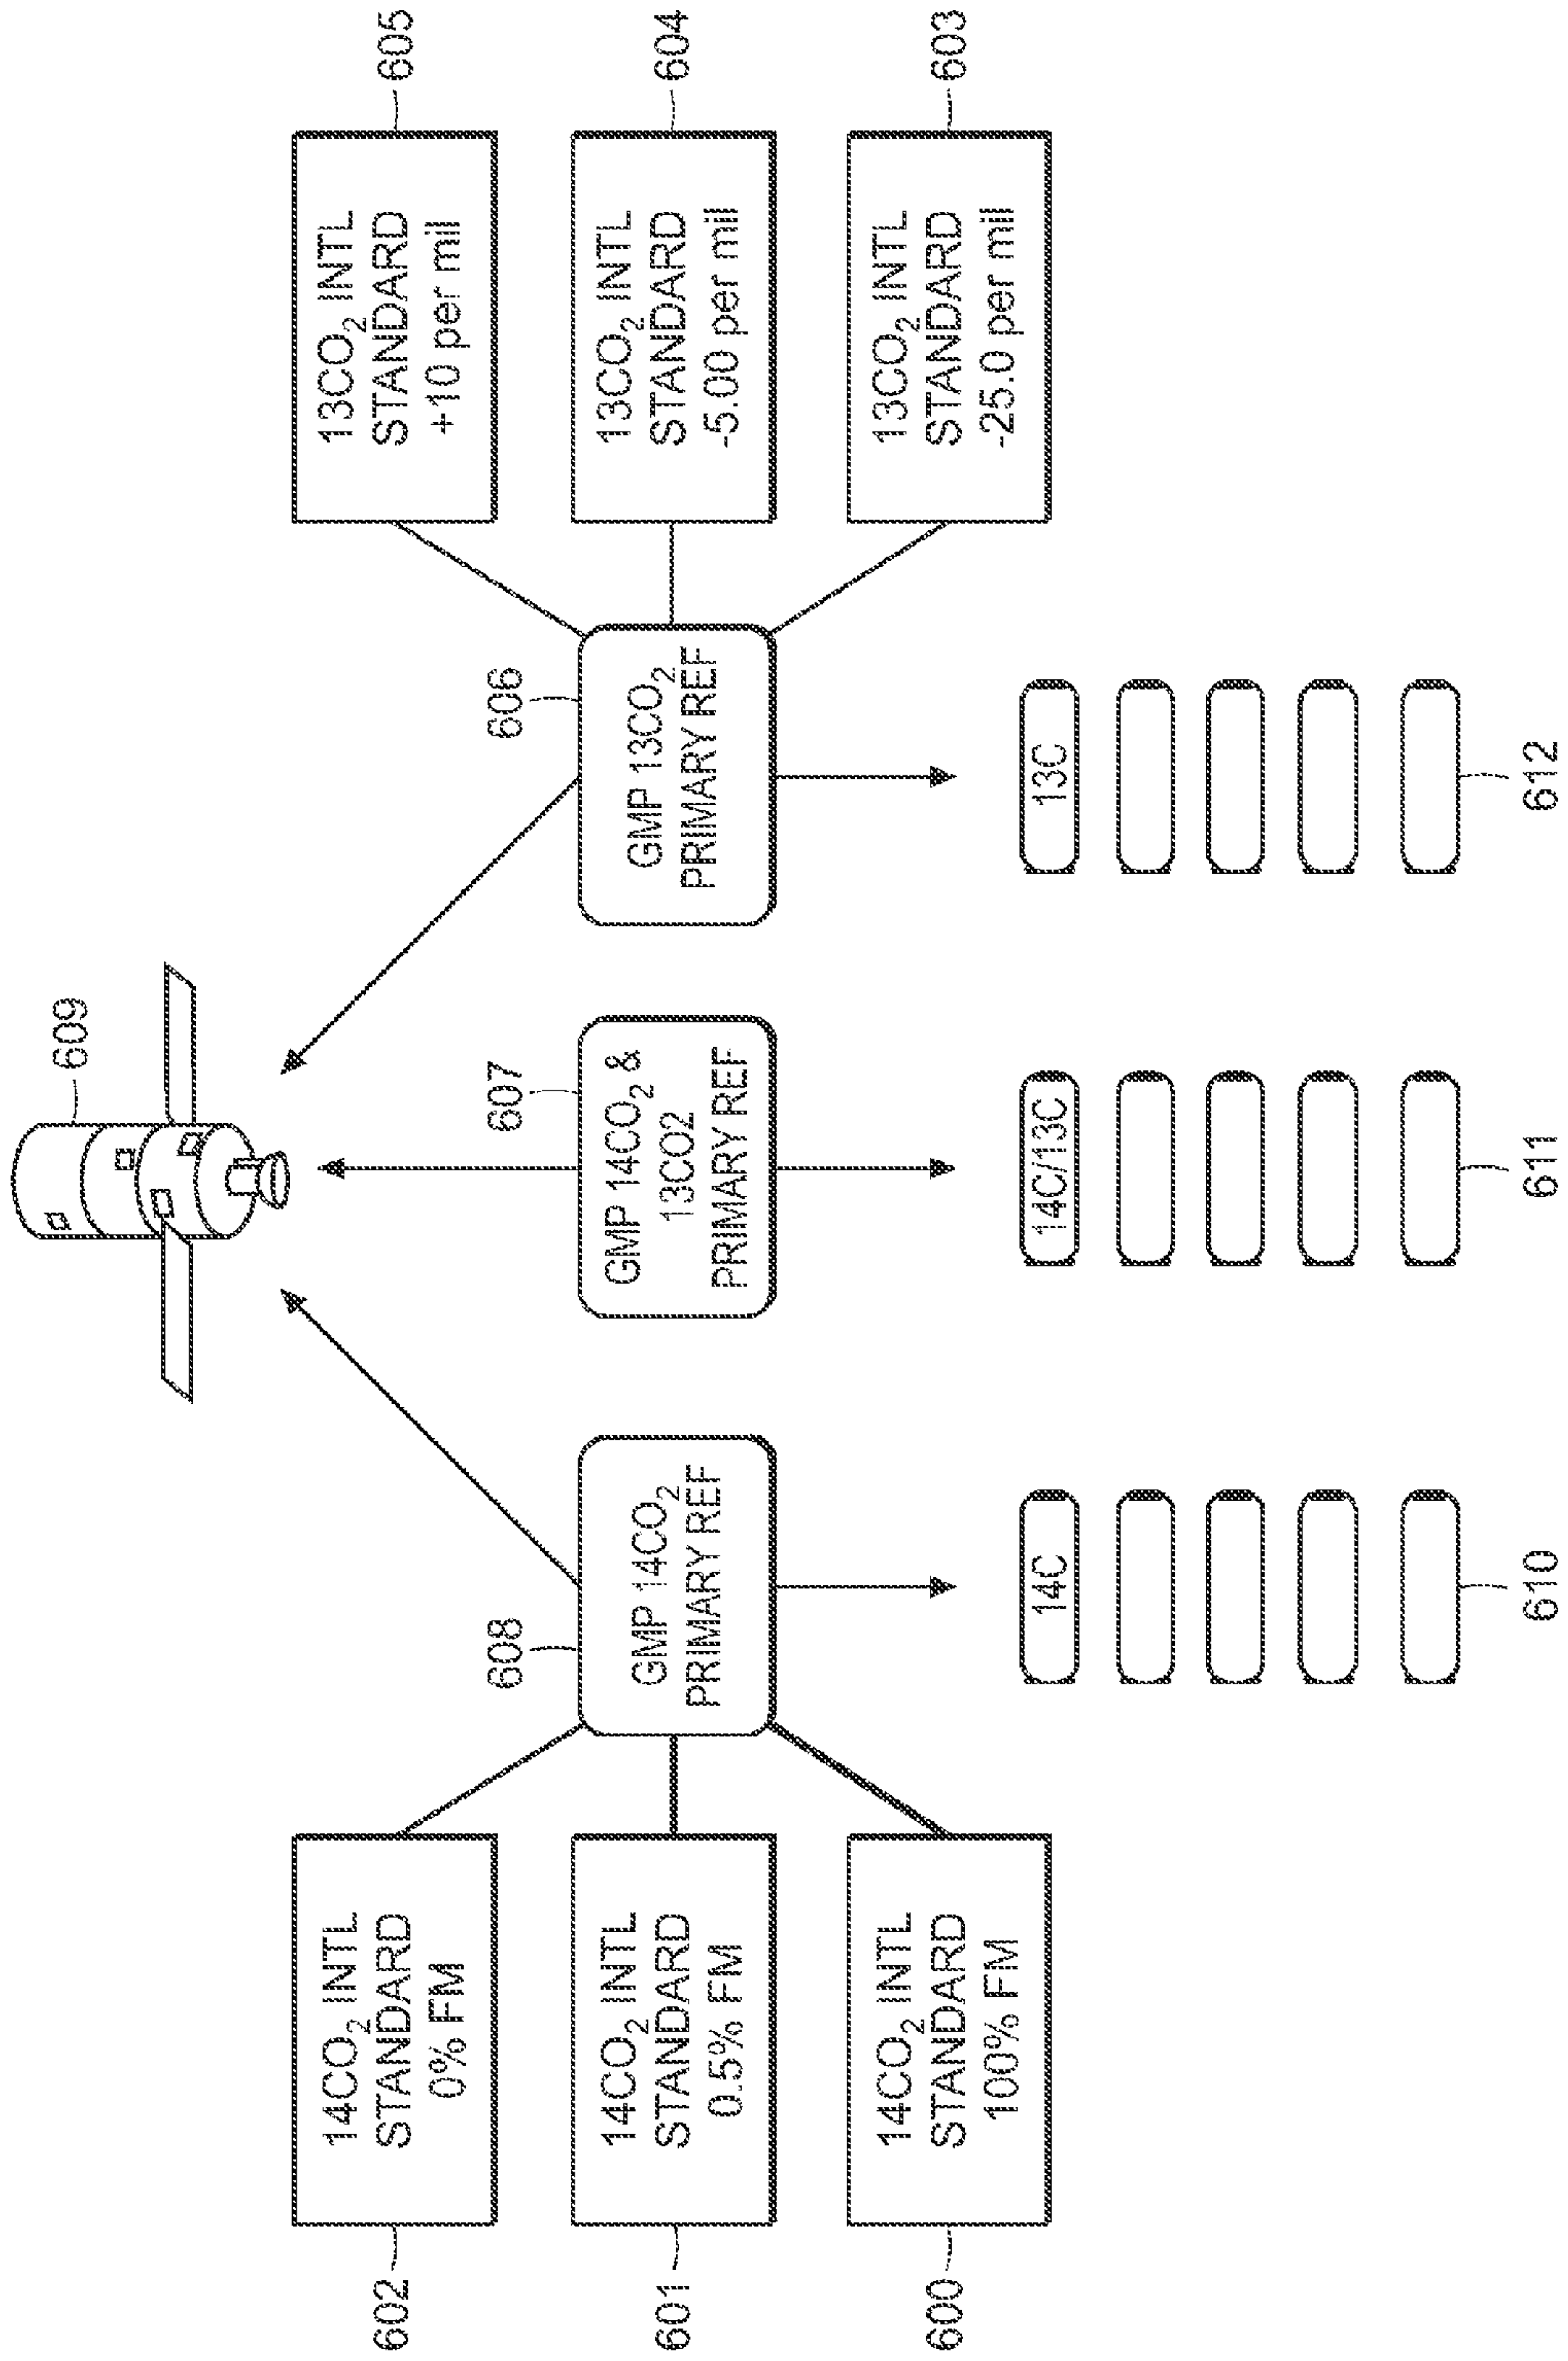 609
602
14CO2 INTL
STANDARD
0% FM
601
14CO2 INTL
STANDARD
0.5% FM
600
14CO2 INTL
STANDARD
100% FM
608
GMP 14CO2
PRIMARY REF
607
GMP 14CO2 &
13CO2
PRIMARY REF
606
GMP 13CO2
PRIMARY REF
13CO2 INTL
STANDARD
+10 per mil
605
13CO2 INTL
STANDARD
-5.00 per mil
604
13CO2 INTL
STANDARD
-25.0 per mil
603
14C
610
14C/13C
611
13C
612